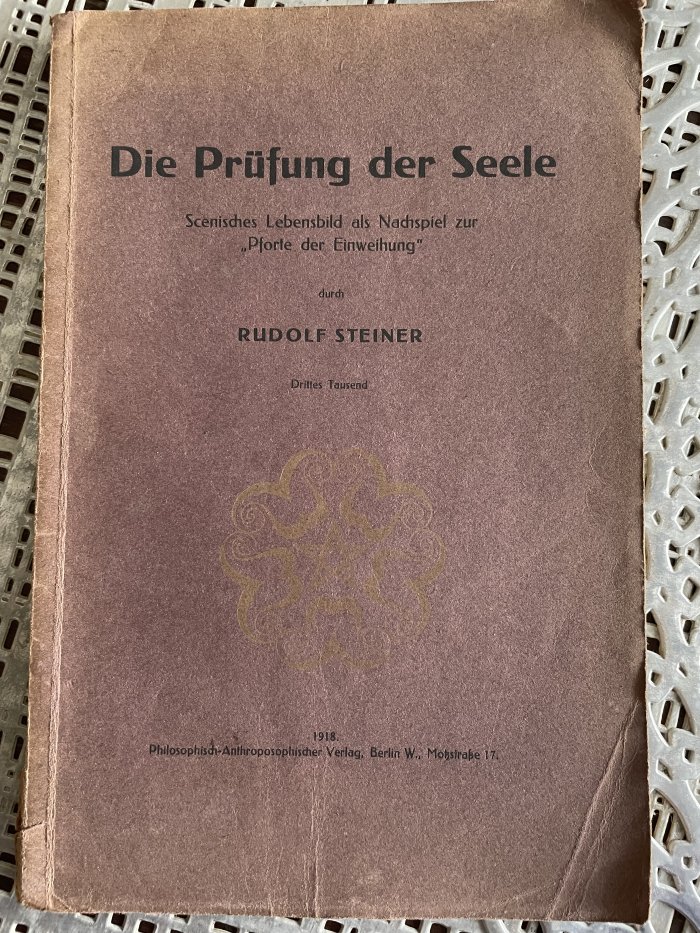 Die Prüfung der Seele
Scenisches Lebensbild als Nachspiel zur
„Pforte der Einweihung“
durch
RUDOLF STEINER
Drittes Tausend
1918.
Philosophisch-Anthroposophischer Verlag, Berlin W., Motzstraße 17.